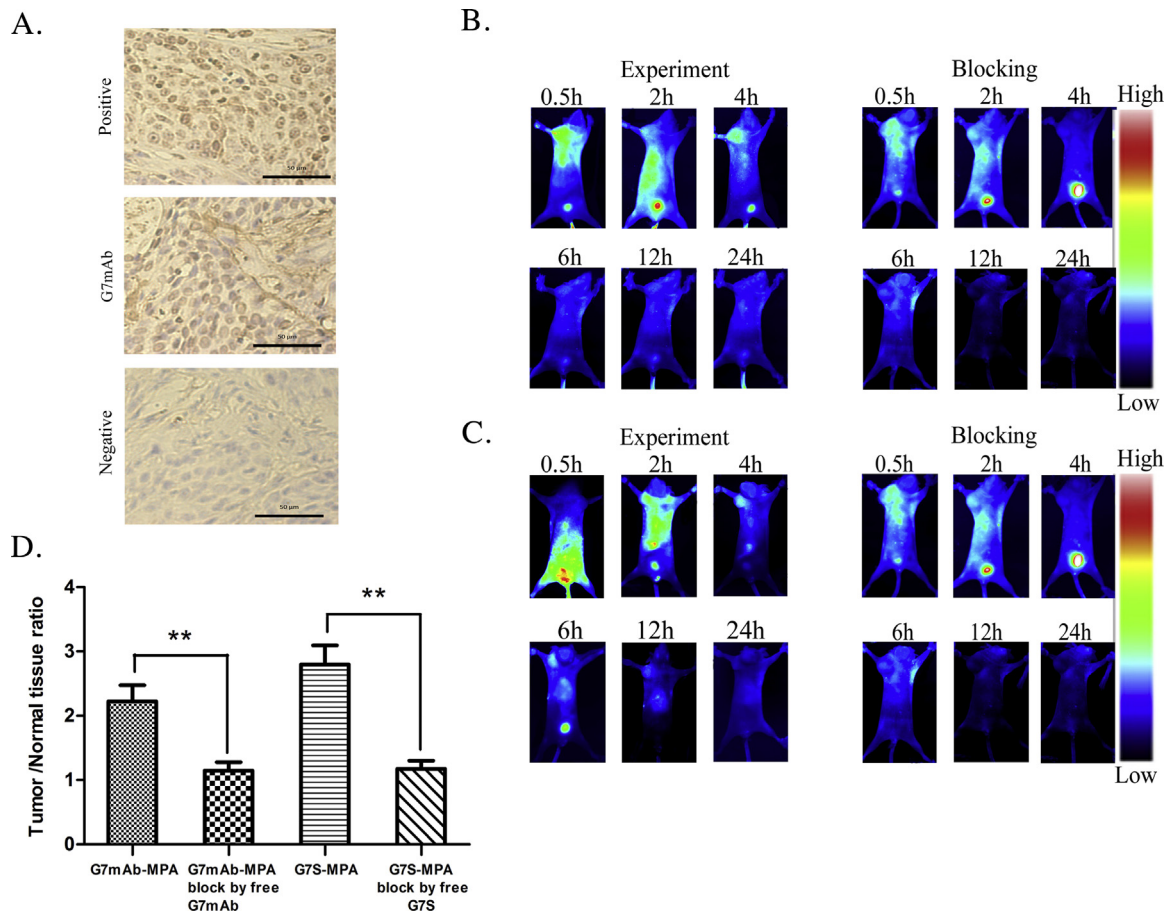 A.
Positive
50 µm
G7mAb
50 µm
Negative
50 µm
B.
Experiment
0.5h 2h 4h
6h 12h 24h
Blocking
0.5h 2h 4h
6h 12h 24h
High
Low
C.
Experiment
0.5h 2h 4h
6h 12h 24h
Blocking
0.5h 2h 4h
6h 12h 24h
High
Low
D.
Tumor /Normal tissue ratio
4
3
2
1
0
**
**
G7mAb-MPA
G7mAb-MPA
block by free
G7mAb
G7S-MPA
G7S-MPA
block by free
G7S